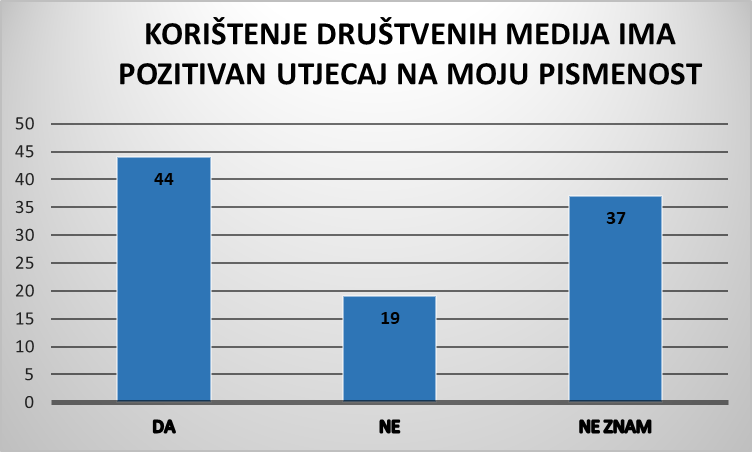 KORIŠTENJE DRUŠTVENIH MEDIJA IMA
POZITIVAN UTJECAJ NA MOJU PISMENOST
50
45
40
35
30
25
20
15
10
5
0
44
19
37
DA
NE
NE ZNAM